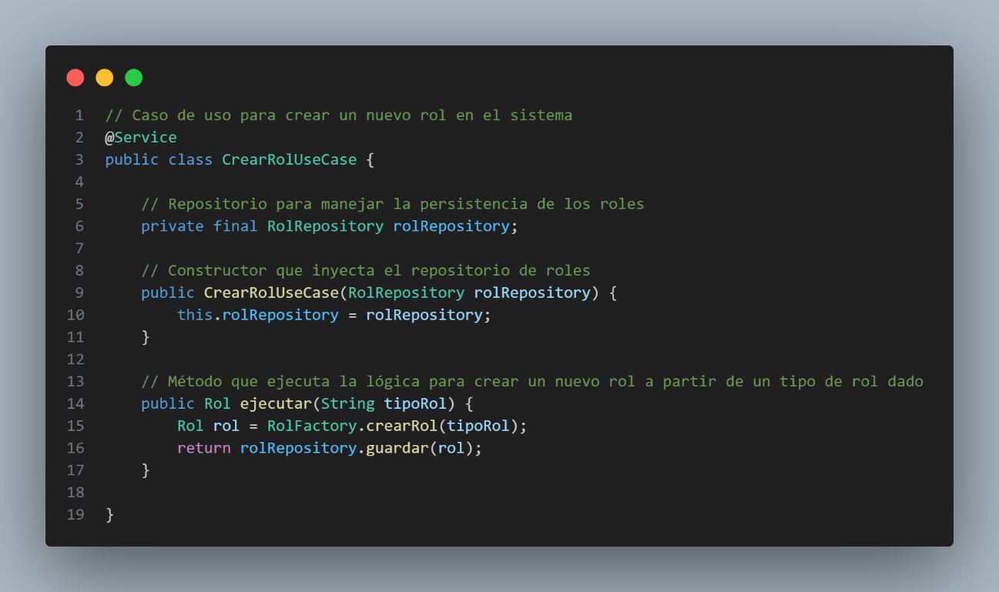 1 // Caso de uso para crear un nuevo rol en el sistema
2 @Service
3 public class CrearRolUseCase {
4
5     // Repositorio para manejar la persistencia de los roles
6     private final RolRepository rolRepository;
7
8     // Constructor que inyecta el repositorio de roles
9     public CrearRolUseCase(RolRepository rolRepository) {
10         this.rolRepository = rolRepository;
11     }
12
13     // Método que ejecuta la lógica para crear un nuevo rol a partir de un tipo de rol dado
14     public Rol ejecutar(String tipoRol) {
15         Rol rol = RolFactory.crearRol(tipoRol);
16         return rolRepository.guardar(rol);
17     }
18
19 }